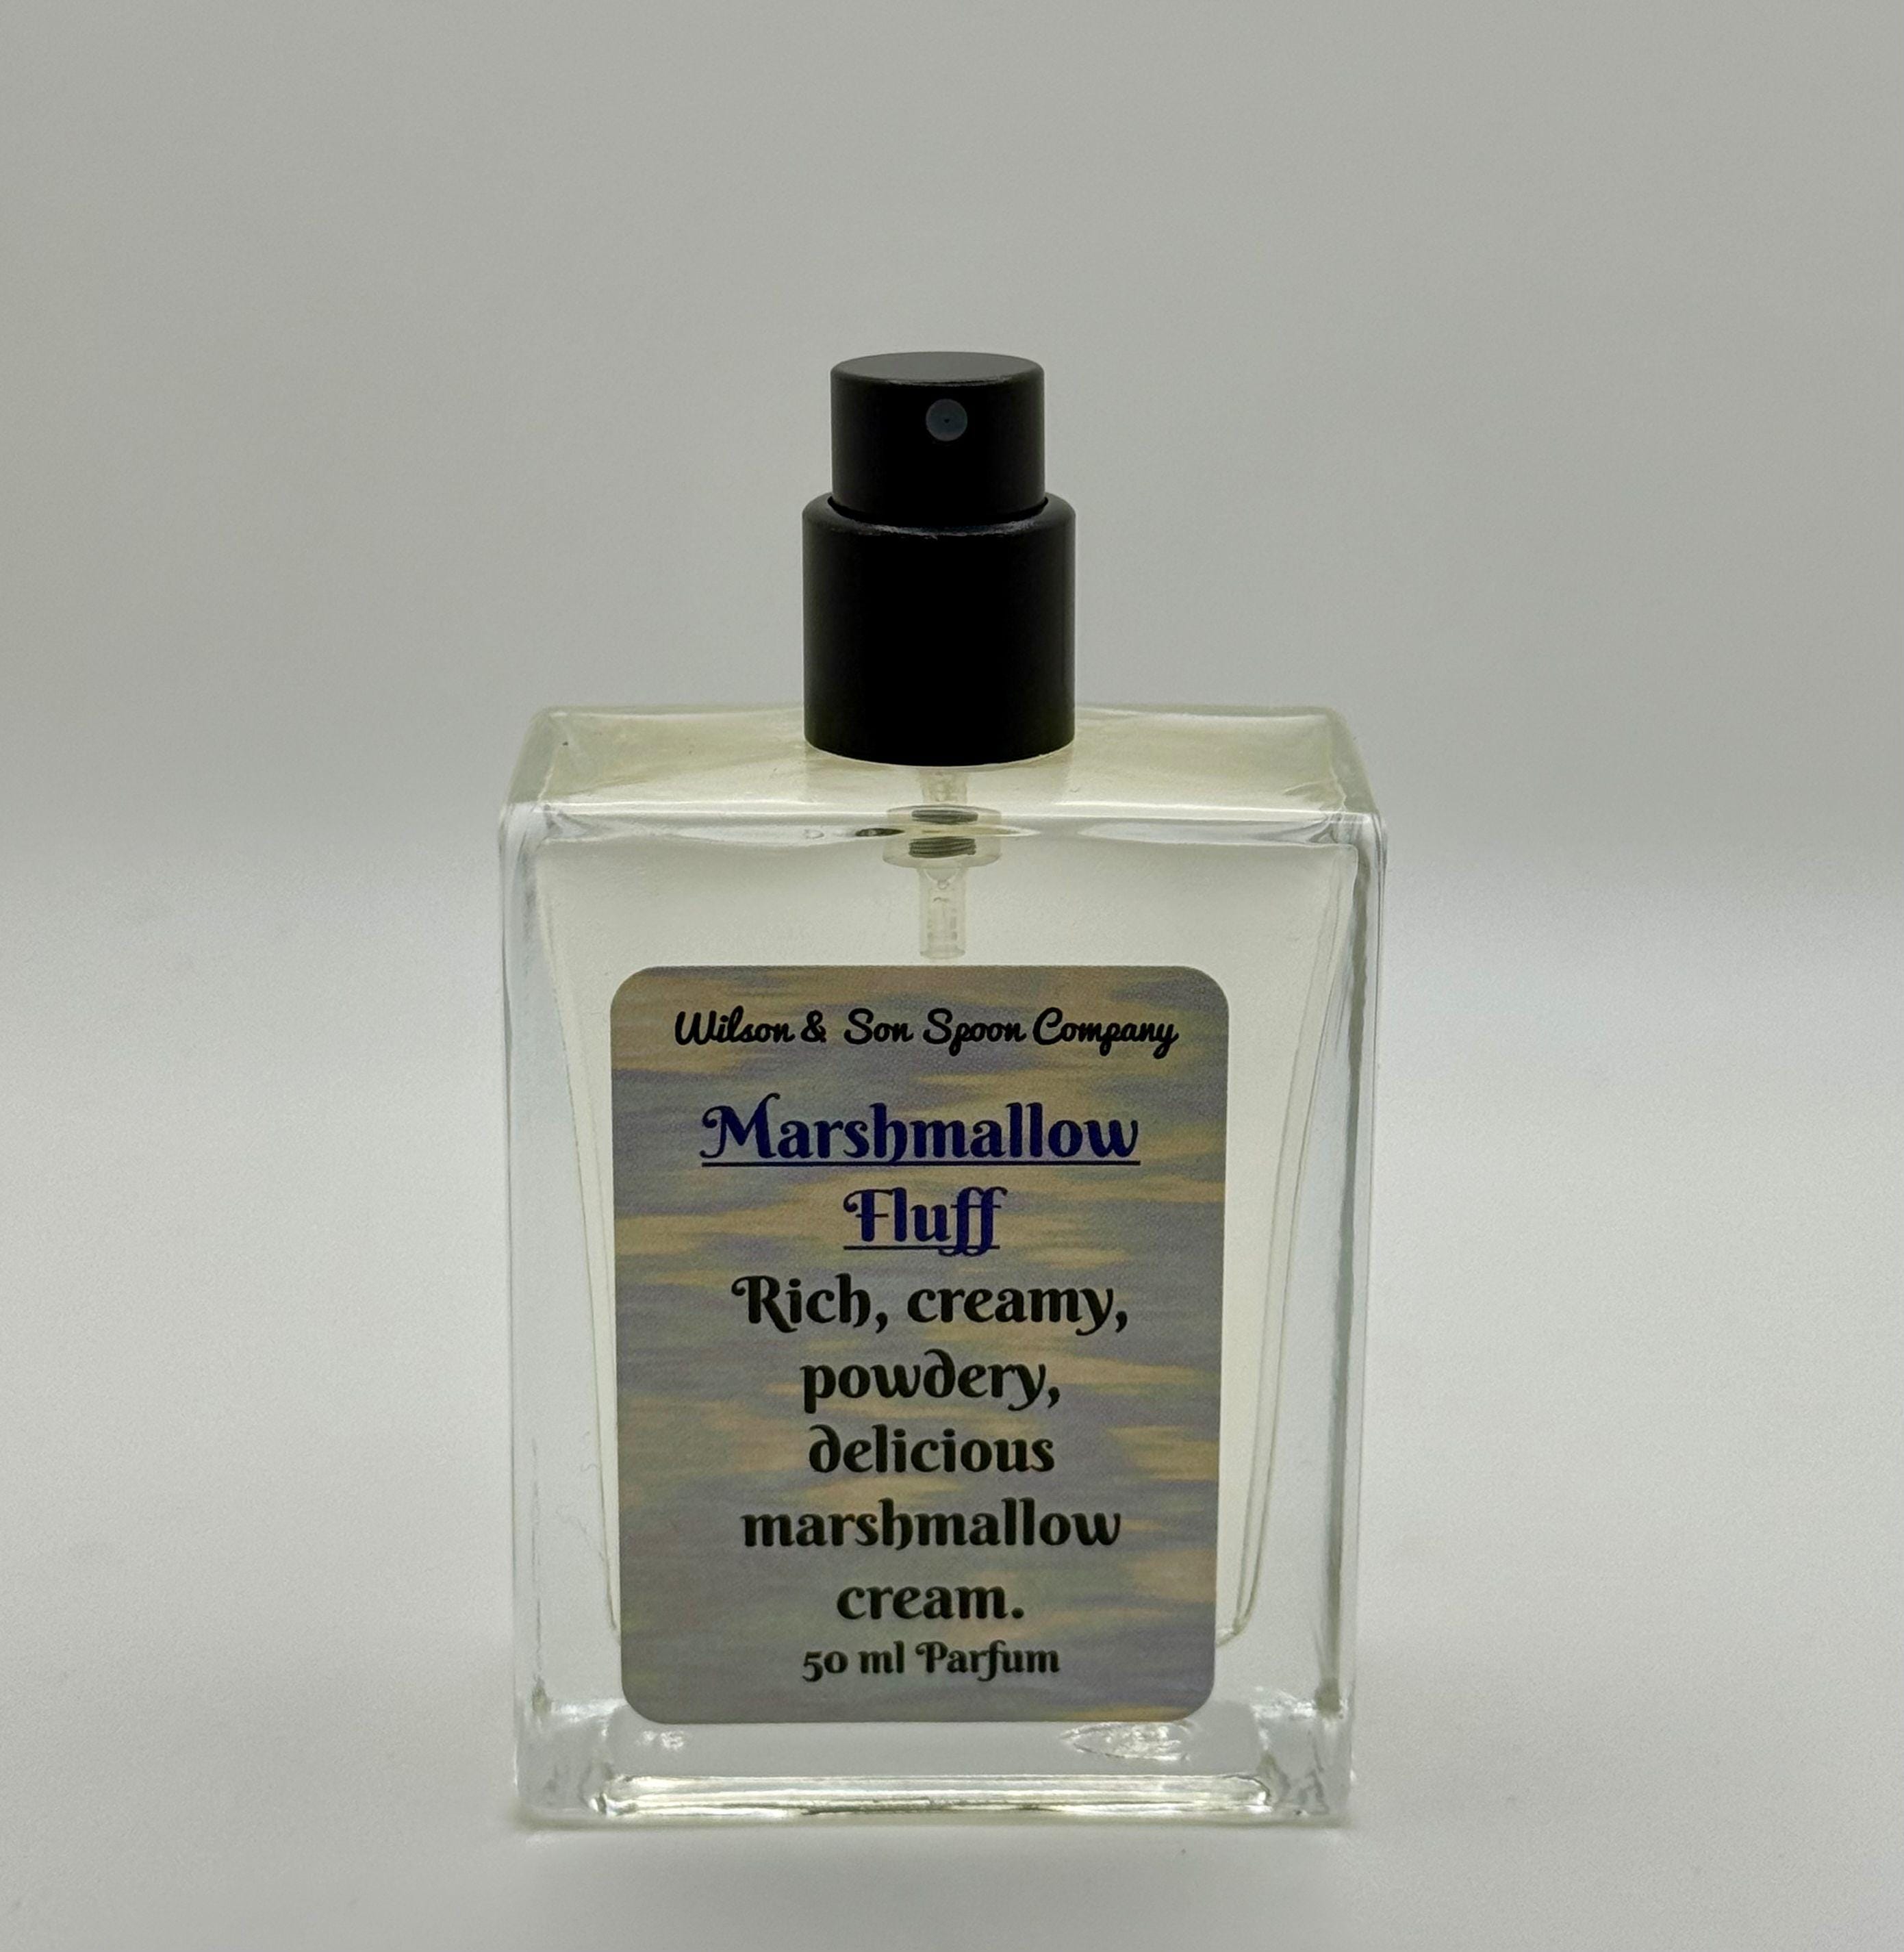 Wilson & Son Spoon Company
Marshmallow
Fluff
Rich, creamy,
powdery,
delicious
marshmallow
cream.
50 ml Parfum